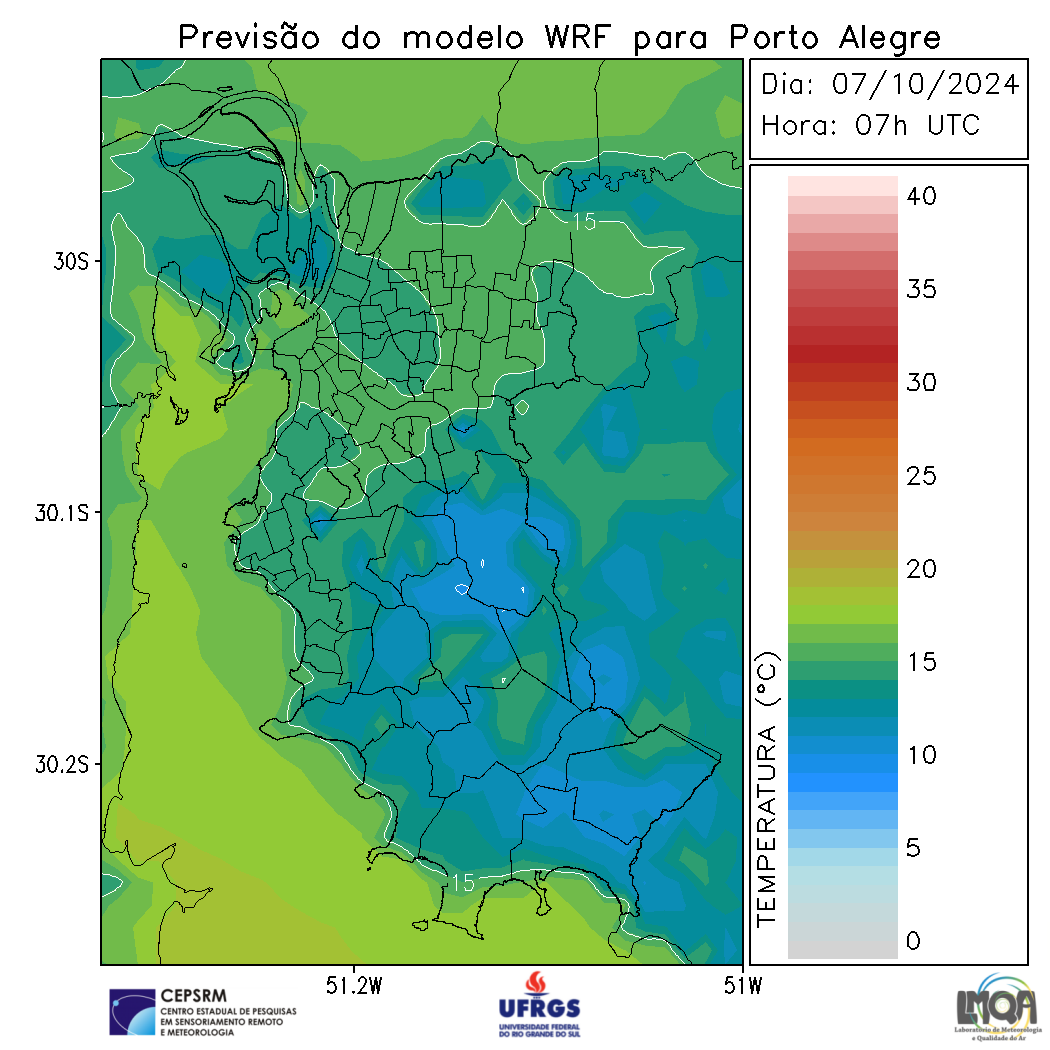 Previsão do modelo WRF para Porto Alegre
Dia: 07/10/2024
Hora: 07h UTC
40
35
30
25
20
15
10
5
0
TEMPERATURA (°C)
30S
30.1S
30.2S
51.2W
51W
15
15
CEPSRM
CENTRO ESTADUAL DE PESQUISAS
EM SENSORIAMENTO REMOTO
E METEOROLOGIA
UFRGS
UNIVERSIDADE FEDERAL
DO RIO GRANDE DO SUL
LMQA
Laboratório de Meteorologia
e Qualidade do Ar